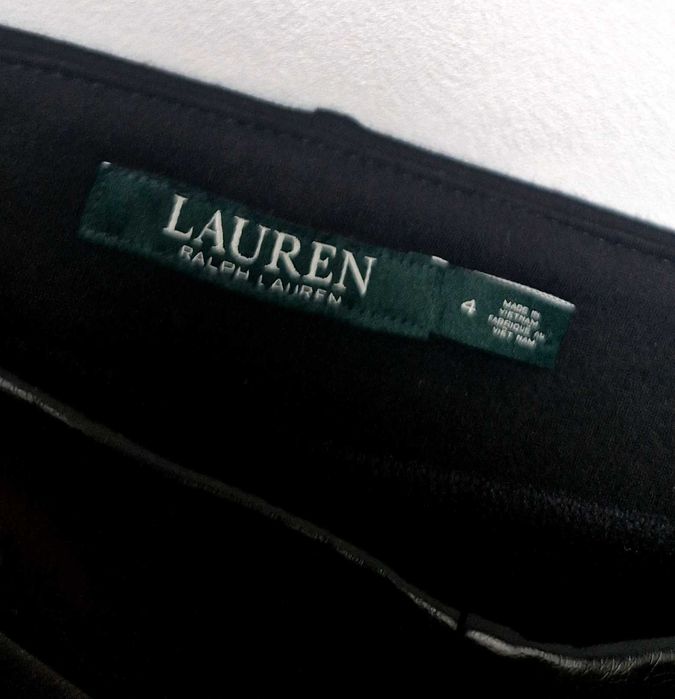 LAUREN
RALPH LAUREN
4
MADE IN
VIETNAM
FABRIQUÉ AU
VIET NAM